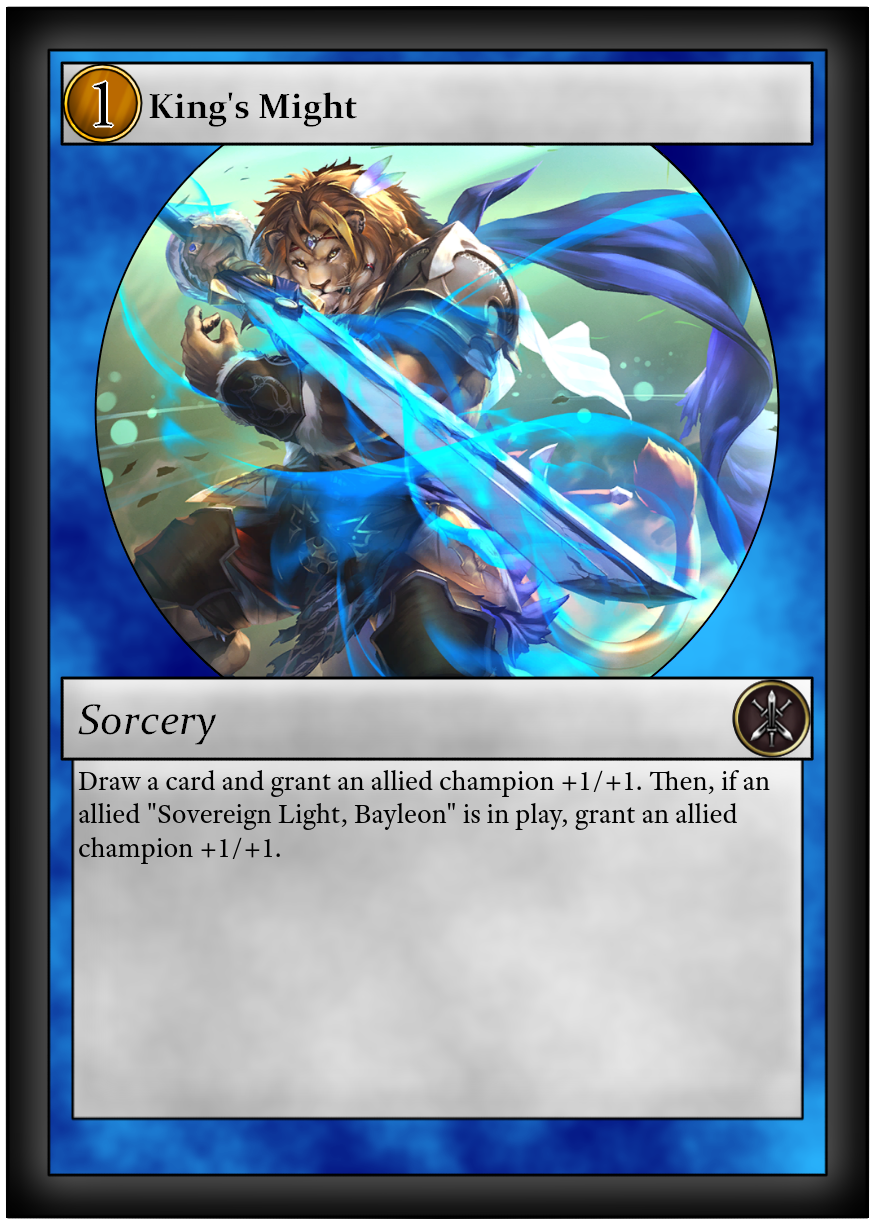 1 King's Might
Sorcery
Draw a card and grant an allied champion +1/+1. Then, if an
allied "Sovereign Light, Bayleon" is in play, grant an allied
champion +1/+1.